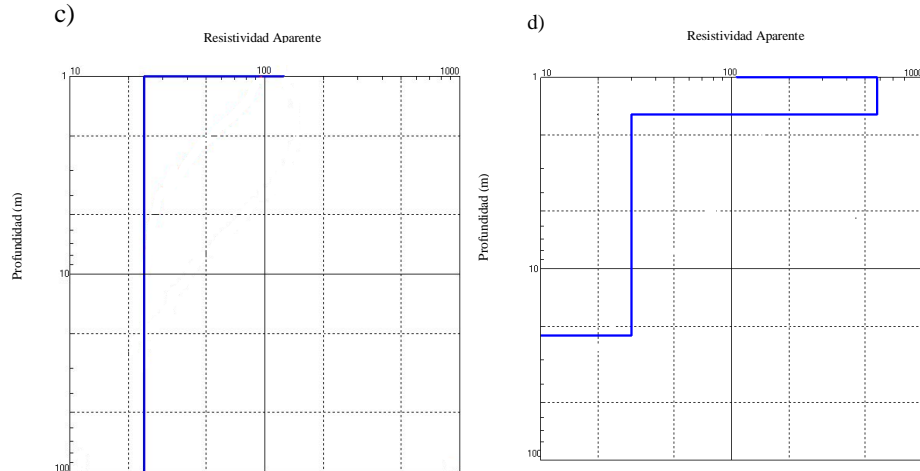 c)
Resistividad Aparente
1 10 100 1000
10
100
Profundidad (m)
d)
Resistividad Aparente
1 10 100 1000
10
100
Profundidad (m)